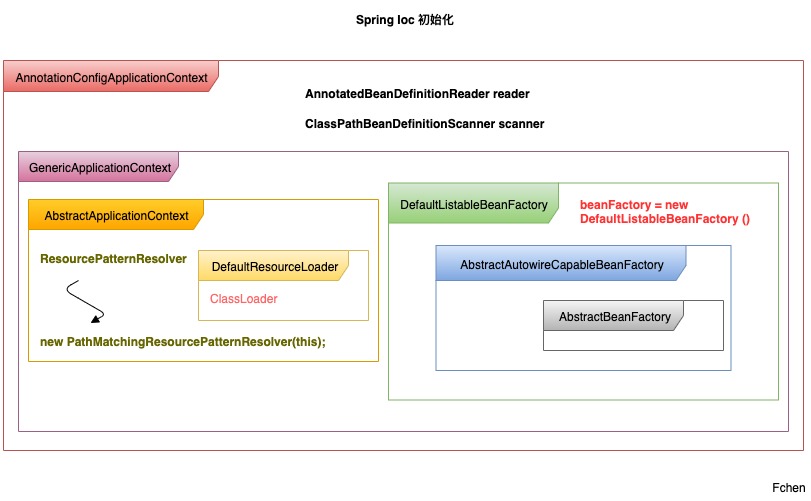 Spring Ioc 初始化
AnnotationConfigApplicationContext
AnnotatedBeanDefinitionReader reader
ClassPathBeanDefinitionScanner scanner
GenericApplicationContext
AbstractApplicationContext
ResourcePatternResolver
DefaultResourceLoader
ClassLoader
new PathMatchingResourcePatternResolver(this);
DefaultListableBeanFactory
beanFactory = new
DefaultListableBeanFactory ()
AbstractAutowireCapableBeanFactory
AbstractBeanFactory
Fchen